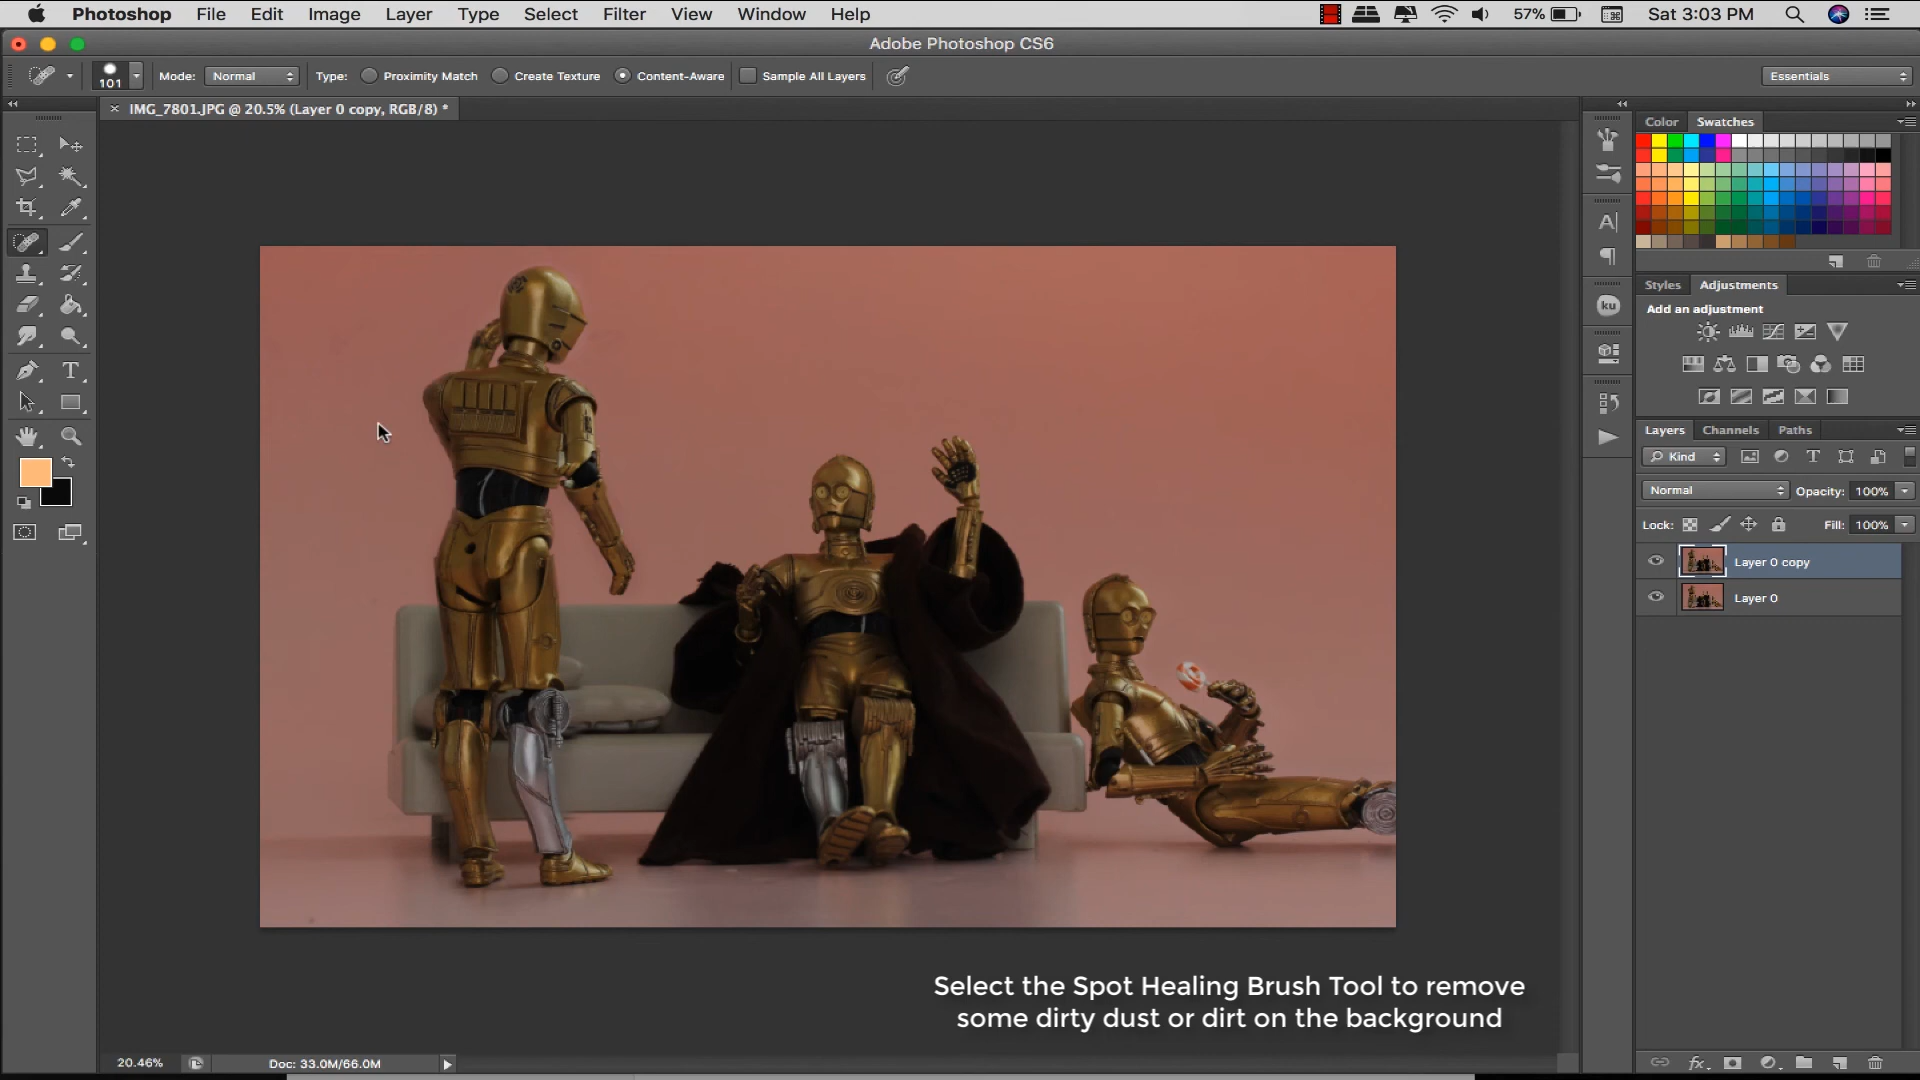 Photoshop File Edit Image Layer Type Select Filter View Window Help 57% Sat 3:03 PM
Adobe Photoshop CS6
101 Mode: Normal Type: Proximity Match Create Texture Content-Aware Sample All Layers Essentials
× IMG_7801.JPG @ 20.5% (Layer 0 copy, RGB/8) *
Color Swatches
Styles Adjustments
Add an adjustment
Layers Channels Paths
Kind
Normal Opacity: 100%
Lock: Fill: 100%
Layer 0 copy
Layer 0
ku
Select the Spot Healing Brush Tool to remove
some dirty dust or dirt on the background
20.46% Doc: 33.0M/66.0M